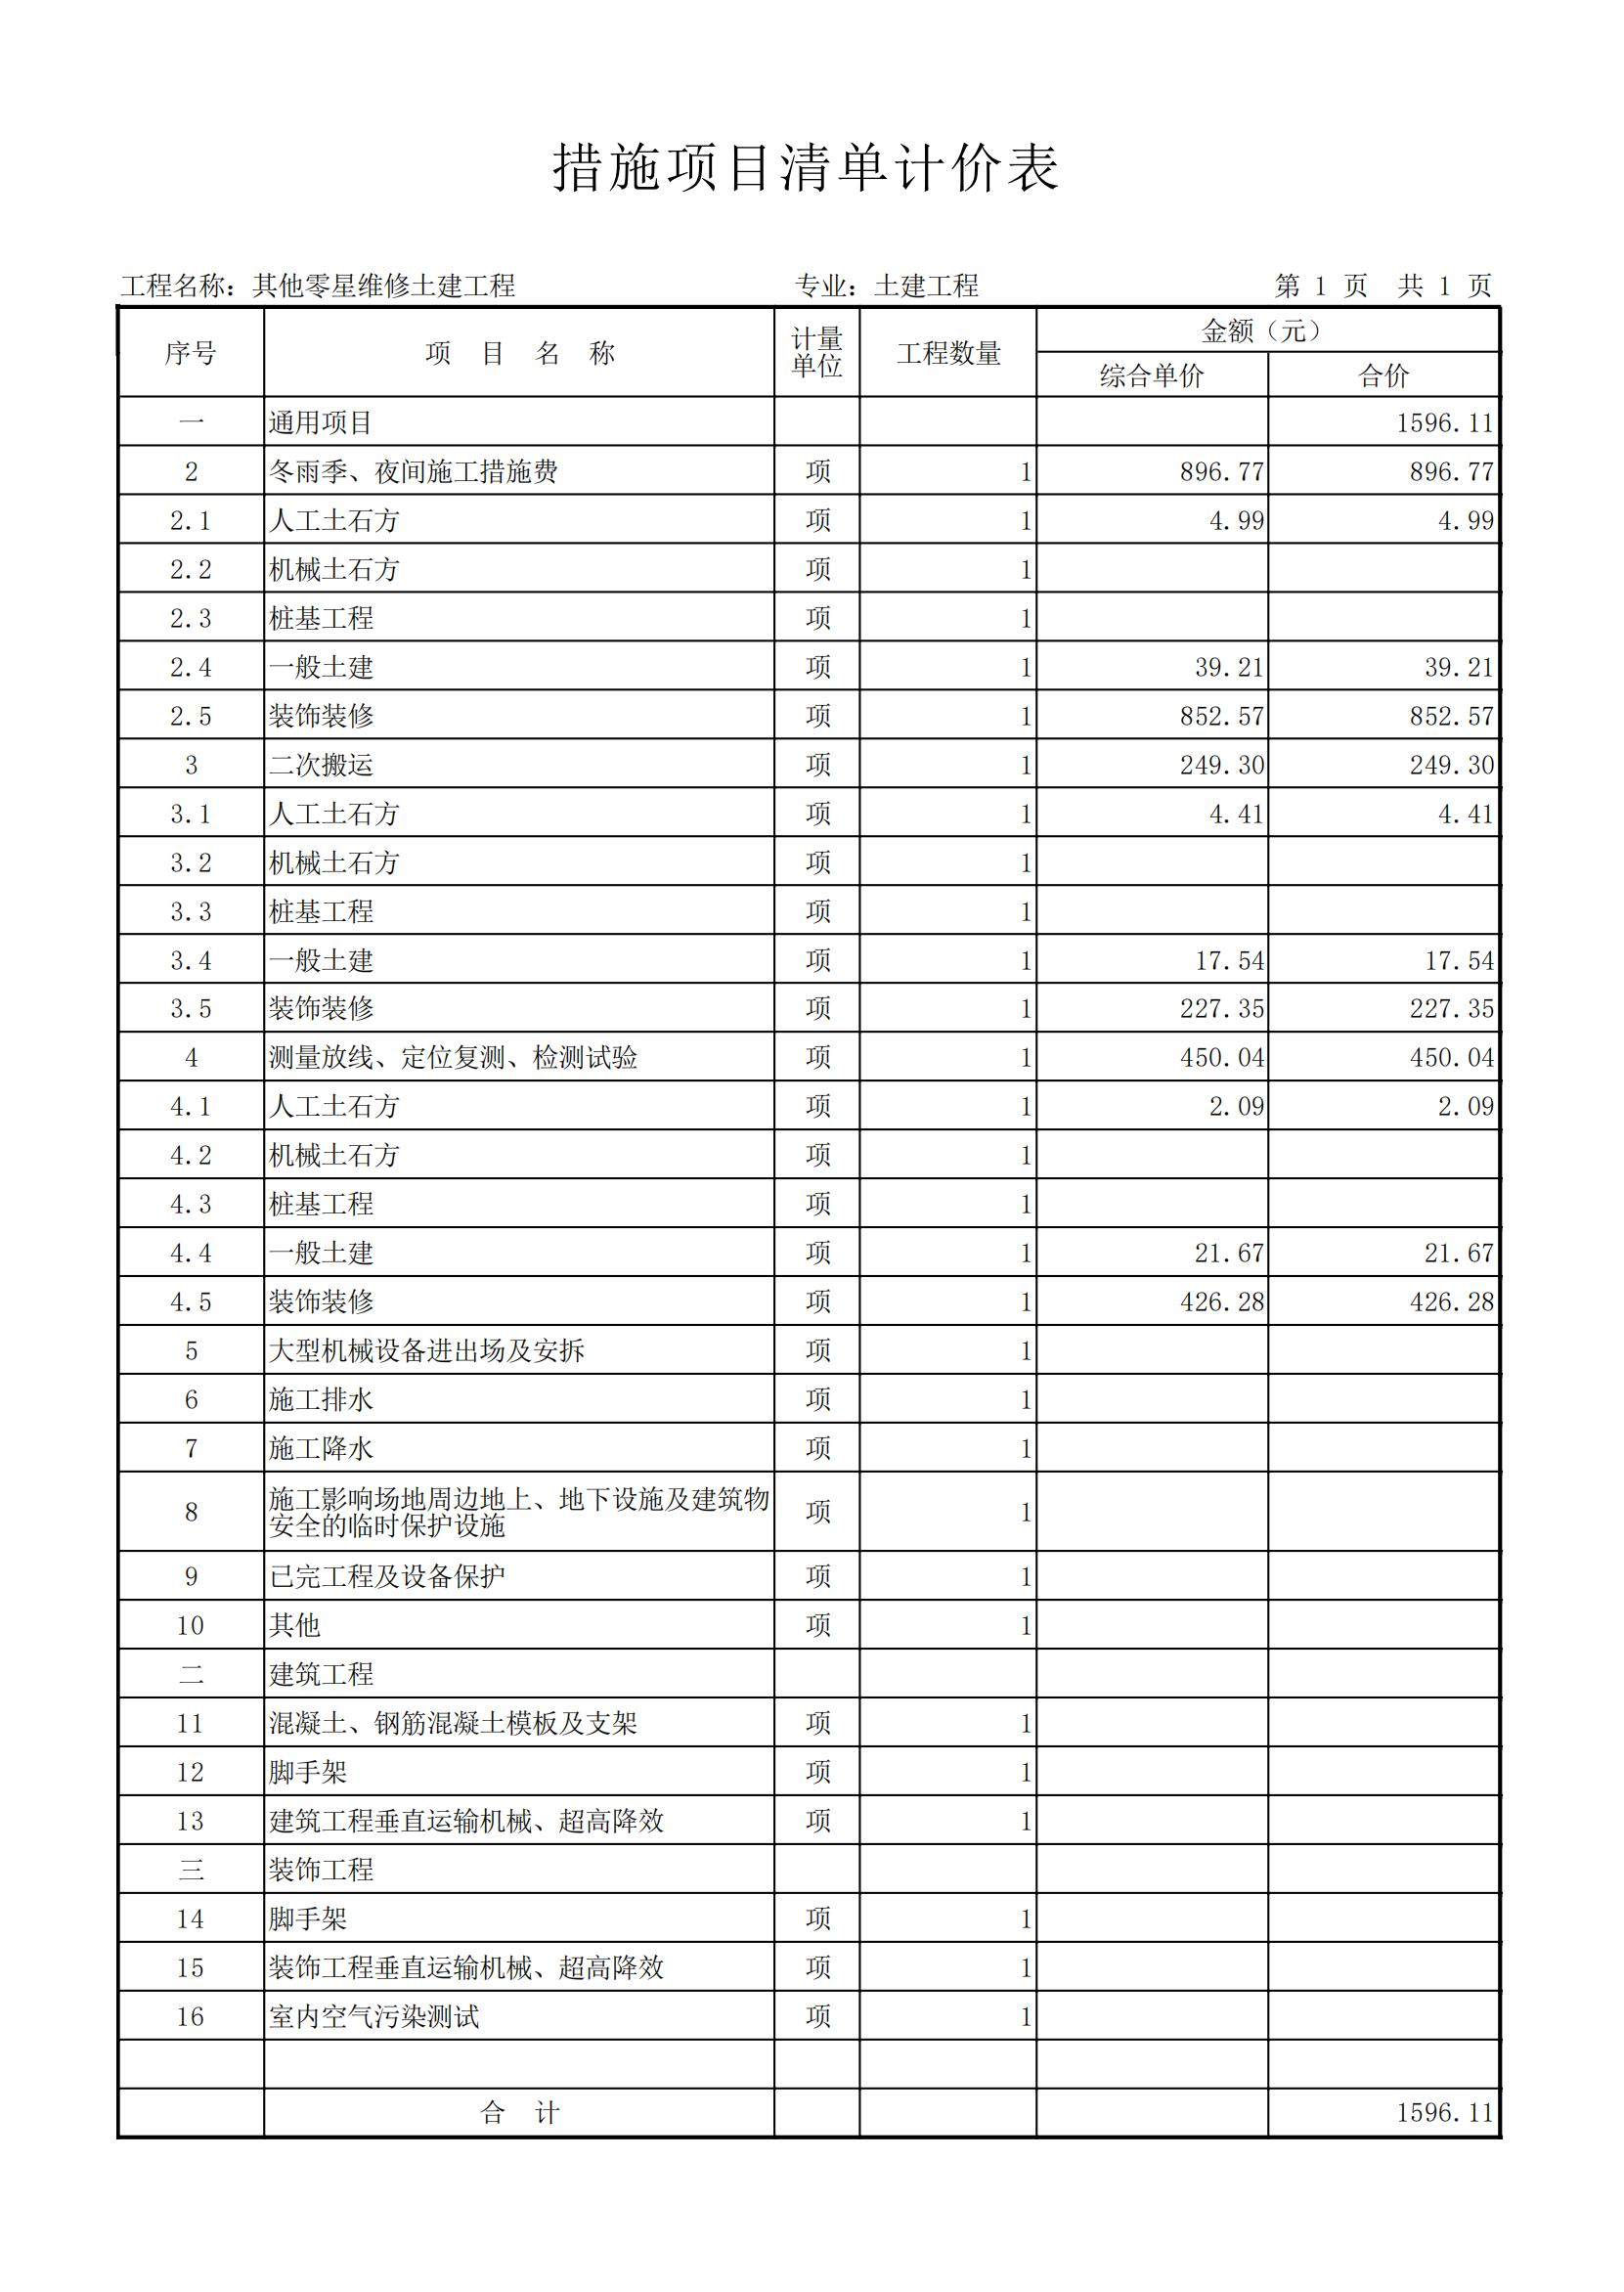 措施项目清单计价表
工程名称：其他零星维修土建工程 专业：土建工程 第 1 页 共 1 页
序号 项 目 名 称 计量单位 工程数量 金额（元）
综合单价 合价
一 通用项目 1596.11
2 冬雨季、夜间施工措施费 项 1 896.77 896.77
2.1 人工土石方 项 1 4.99 4.99
2.2 机械土石方 项 1
2.3 桩基工程 项 1
2.4 一般土建 项 1 39.21 39.21
2.5 装饰装修 项 1 852.57 852.57
3 二次搬运 项 1 249.30 249.30
3.1 人工土石方 项 1 4.41 4.41
3.2 机械土石方 项 1
3.3 桩基工程 项 1
3.4 一般土建 项 1 17.54 17.54
3.5 装饰装修 项 1 227.35 227.35
4 测量放线、定位复测、检测试验 项 1 450.04 450.04
4.1 人工土石方 项 1 2.09 2.09
4.2 机械土石方 项 1
4.3 桩基工程 项 1
4.4 一般土建 项 1 21.67 21.67
4.5 装饰装修 项 1 426.28 426.28
5 大型机械设备进出场及安拆 项 1
6 施工排水 项 1
7 施工降水 项 1
8 施工影响场地周边地上、地下设施及建筑物
安全的临时保护设施 项 1
9 已完工程及设备保护 项 1
10 其他 项 1
二 建筑工程
11 混凝土、钢筋混凝土模板及支架 项 1
12 脚手架 项 1
13 建筑工程垂直运输机械、超高降效 项 1
三 装饰工程
14 脚手架 项 1
15 装饰工程垂直运输机械、超高降效 项 1
16 室内空气污染测试 项 1
合 计 1596.11